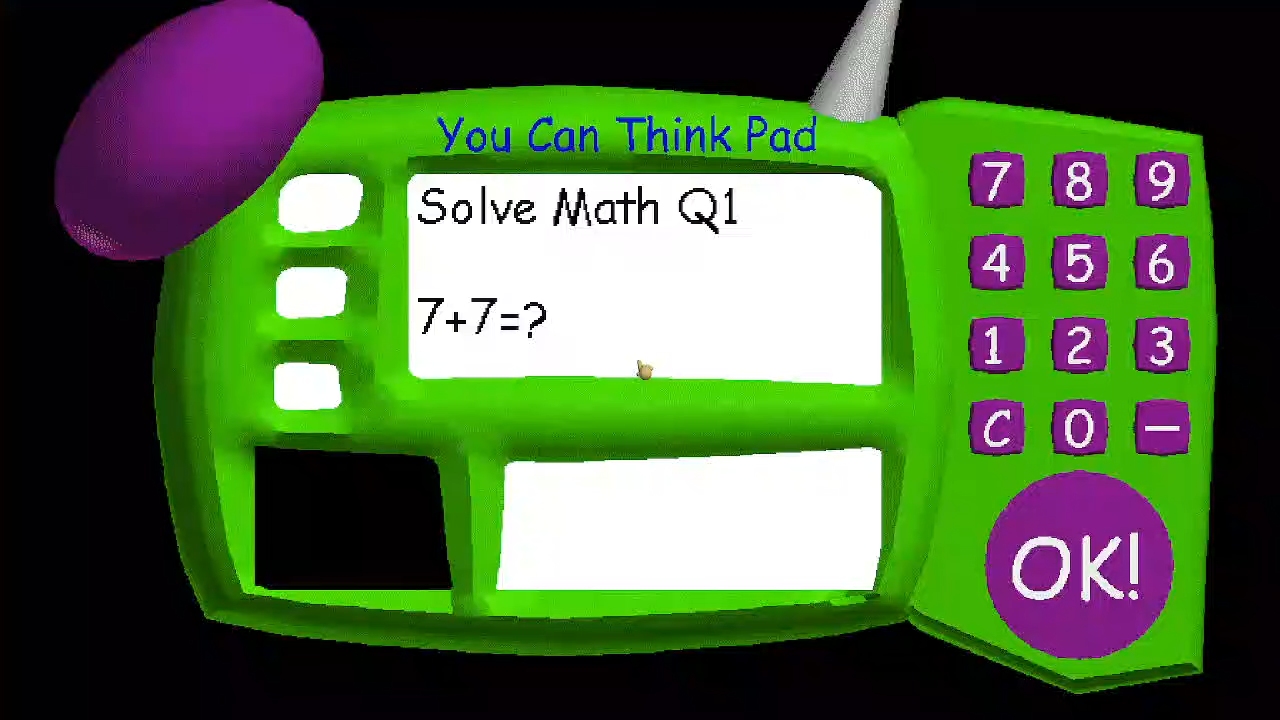 You Can Think Pad
Solve Math Q1
7+7=?
7 8 9
4 5 6
1 2 3
C 0 −
OK!